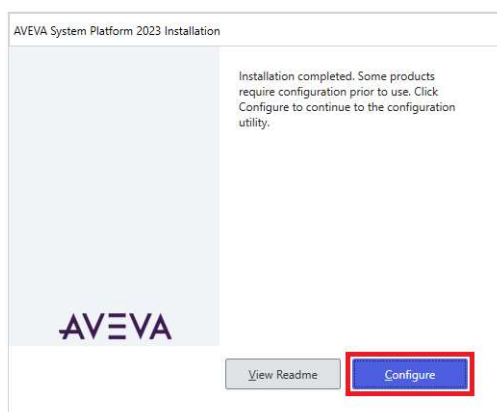 AVEVA System Platform 2023 Installation
Installation completed. Some products
require configuration prior to use. Click
Configure to continue to the configuration
utility.
AVEVA
View Readme
Configure